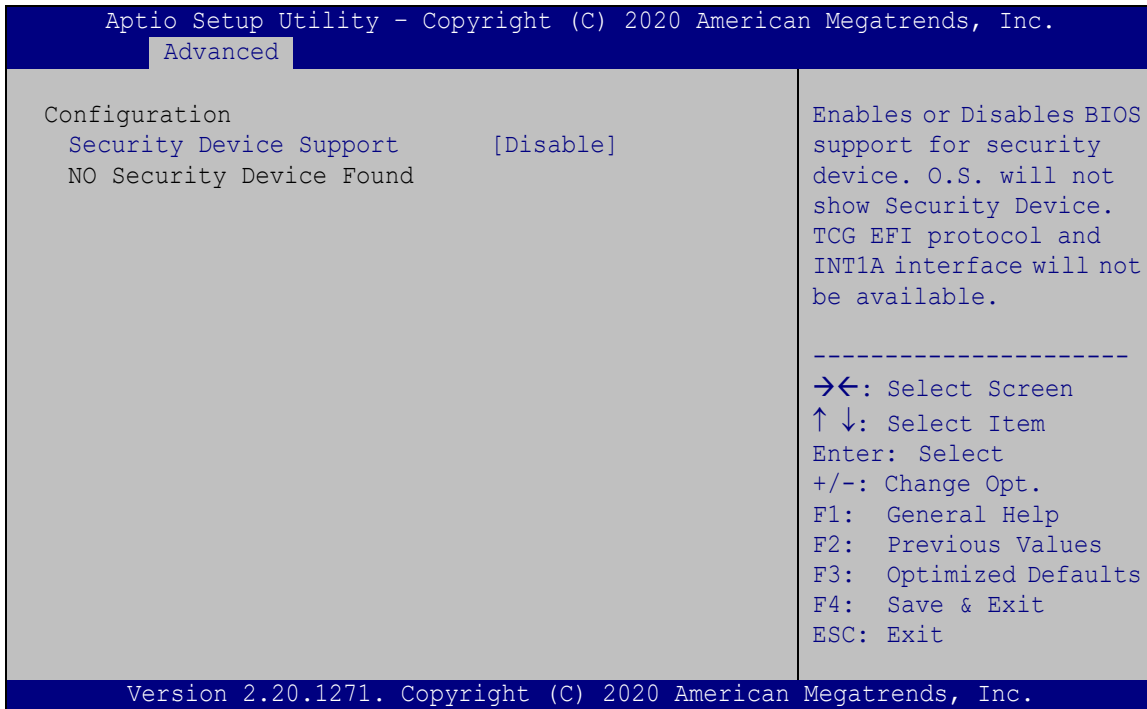 Aptio Setup Utility – Copyright (C) 2020 American Megatrends, Inc.
Advanced
Configuration
Security Device Support [Disable]
NO Security Device Found
Enables or Disables BIOS
support for security
device. O.S. will not
show Security Device.
TCG EFI protocol and
INT1A interface will not
be available.
----------------------
→←: Select Screen
↑ ↓: Select Item
Enter: Select
+/-: Change Opt.
F1: General Help
F2: Previous Values
F3: Optimized Defaults
F4: Save & Exit
ESC: Exit
Version 2.20.1271. Copyright (C) 2020 American Megatrends, Inc.